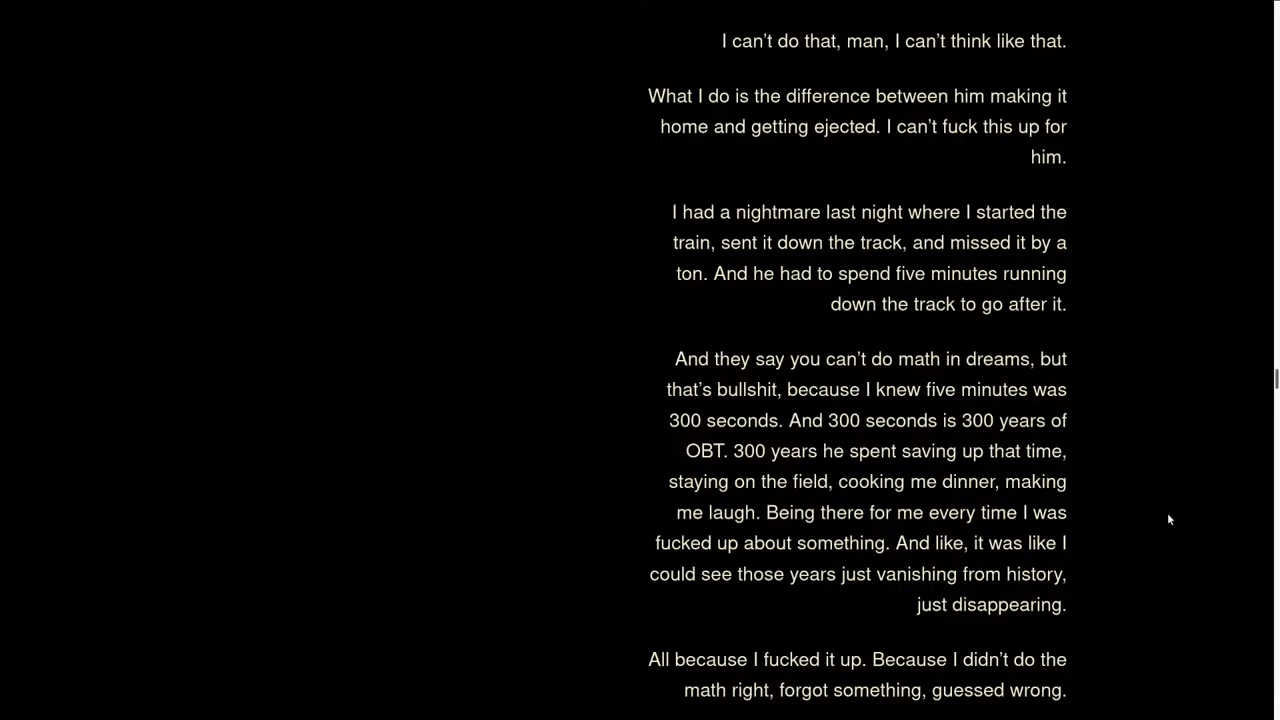 I can’t do that, man, I can’t think like that.
What I do is the difference between him making it
home and getting ejected. I can’t fuck this up for
him.
I had a nightmare last night where I started the
train, sent it down the track, and missed it by a
ton. And he had to spend five minutes running
down the track to go after it.
And they say you can’t do math in dreams, but
that’s bullshit, because I knew five minutes was
300 seconds. And 300 seconds is 300 years of
OBT. 300 years he spent saving up that time,
staying on the field, cooking me dinner, making
me laugh. Being there for me every time I was
fucked up about something. And like, it was like I
could see those years just vanishing from history,
just disappearing.
All because I fucked it up. Because I didn’t do the
math right, forgot something, guessed wrong.